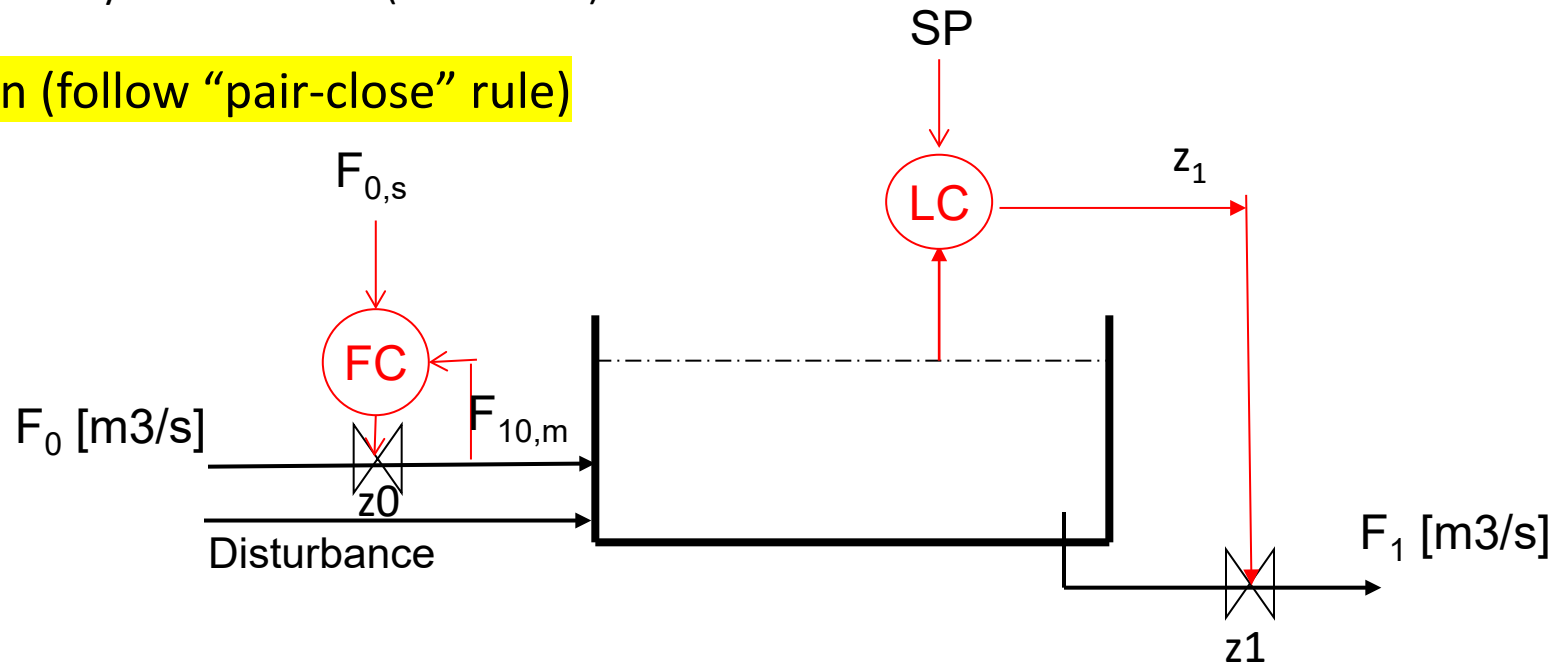 SP
n (follow “pair-close” rule)
F0,s
z1
LC
FC
F10,m
F0 [m3/s]
z0
Disturbance
F1 [m3/s]
z1